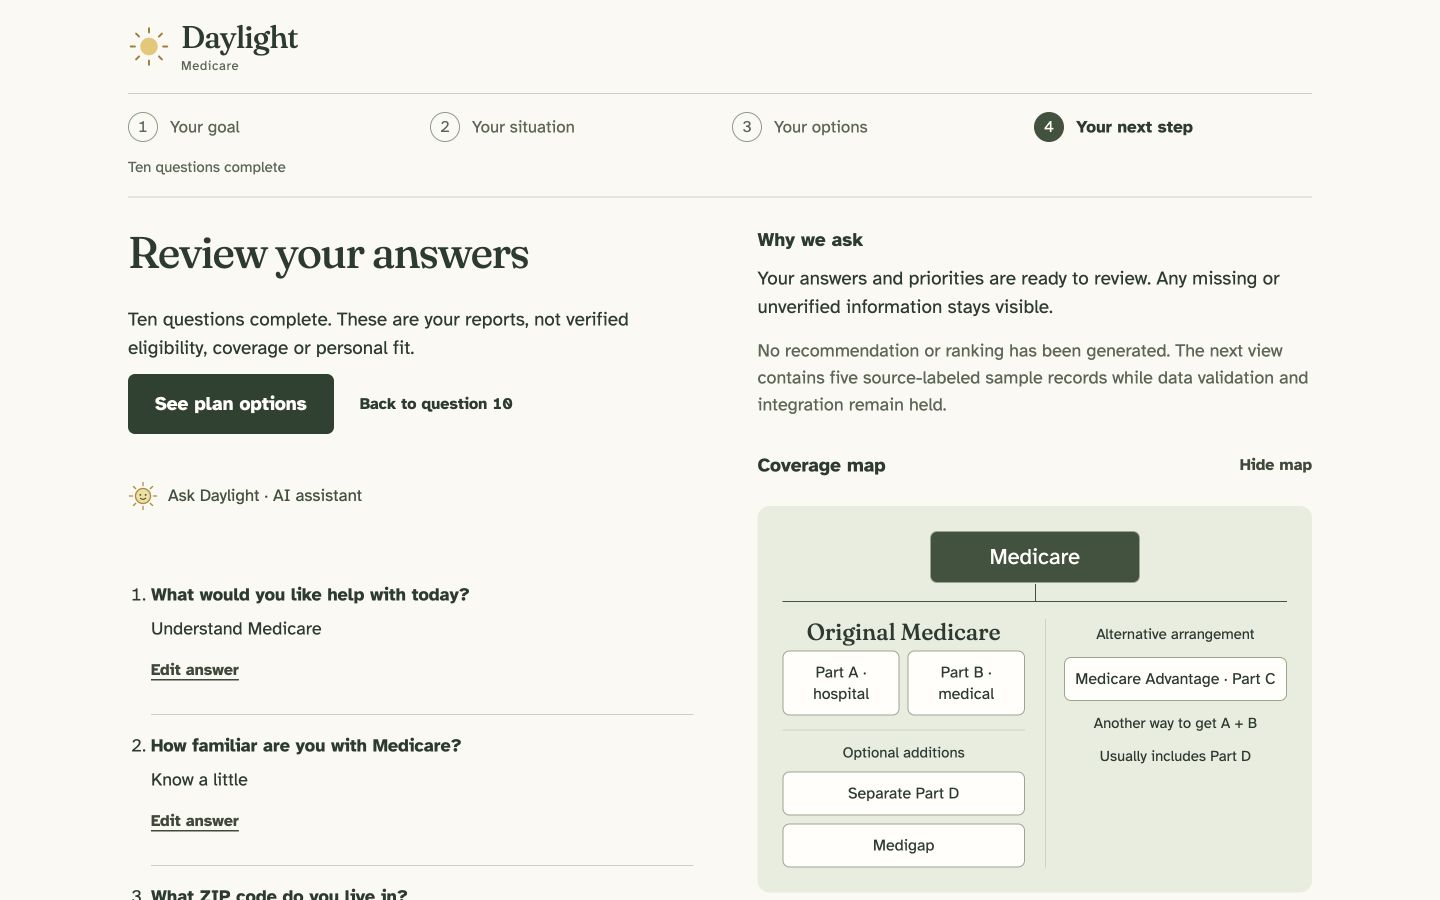 Daylight
Medicare
1 Your goal
2 Your situation
3 Your options
4 Your next step
Ten questions complete
Review your answers
Ten questions complete. These are your reports, not verified
eligibility, coverage or personal fit.
See plan options
Back to question 10
Ask Daylight · AI assistant
1. What would you like help with today?
Understand Medicare
Edit answer
2. How familiar are you with Medicare?
Know a little
Edit answer
3. What ZIP code do you live in?
Why we ask
Your answers and priorities are ready to review. Any missing or
unverified information stays visible.
No recommendation or ranking has been generated. The next view
contains five source-labeled sample records while data validation and
integration remain held.
Coverage map
Hide map
Medicare
Original Medicare
Part A ·
hospital
Part B ·
medical
Optional additions
Separate Part D
Medigap
Alternative arrangement
Medicare Advantage · Part C
Another way to get A + B
Usually includes Part D